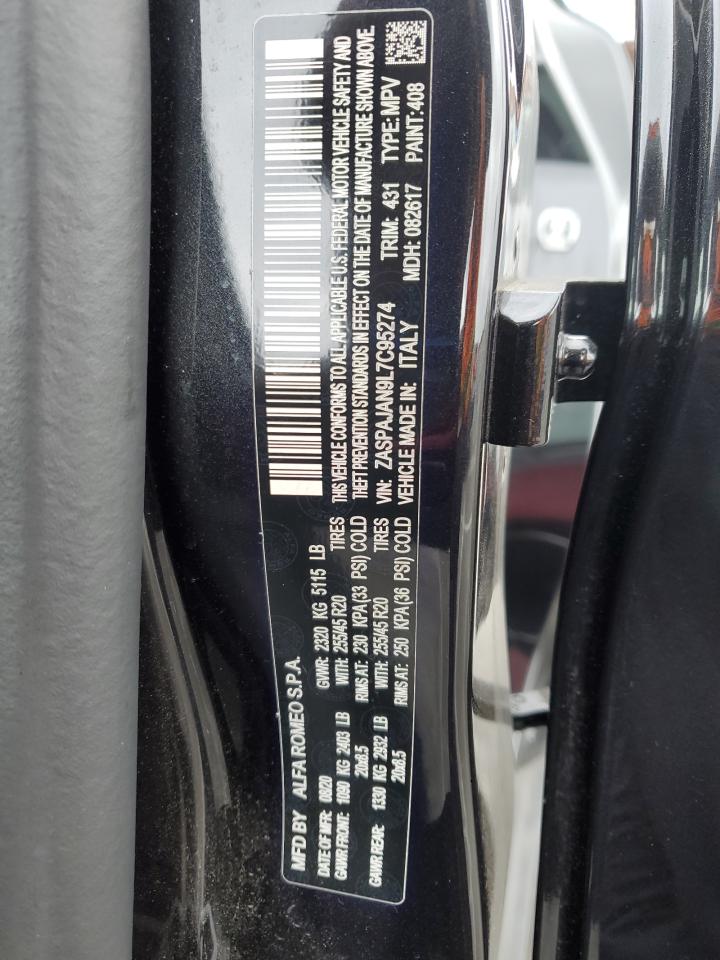 MFD BY ALFA ROMEO S.P.A.
DATE OF MFR: 08/20 GVWR: 2320 KG 5115 LB
GAWR FRONT: 1090 KG 2403 LB WITH: 255/45 R20 TIRES
20x8.5 RIMS AT: 230 KPA(33 PSI) COLD
GAWR REAR: 1330 KG 2932 LB WITH: 255/45 R20 TIRES
20x8.5 RIMS AT: 250 KPA(36 PSI) COLD
THIS VEHICLE CONFORMS TO ALL APPLICABLE U.S. FEDERAL MOTOR VEHICLE SAFETY AND
THEFT PREVENTION STANDARDS IN EFFECT ON THE DATE OF MANUFACTURE SHOWN ABOVE.
VIN: ZASPAJAN9L7C95274 TRIM: 431 TYPE: MPV
VEHICLE MADE IN: ITALY MDH: 082617 PAINT: 408